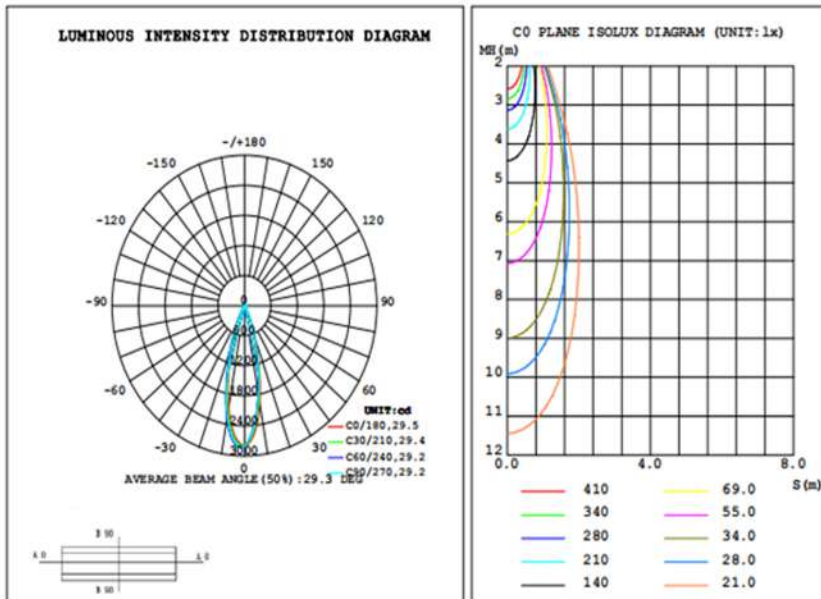 LUMINOUS INTENSITY DISTRIBUTION DIAGRAM
-/+180
-150 150
-120 120
-90 0 90
600
1200
-60 1800 60
UNIT:cd
2400 C0/180,29.5
-30 3000 30 C30/210,29.4
0 C60/240,29.2
C90/270,29.2
AVERAGE BEAM ANGLE(50%):29.3 DEG
C0 PLANE ISOLUX DIAGRAM (UNIT:lx)
MH(m)
2
3
4
5
6
7
8
9
10
11
12
0.0 4.0 8.0
S(m)
410 69.0
340 55.0
280 34.0
210 28.0
140 21.0